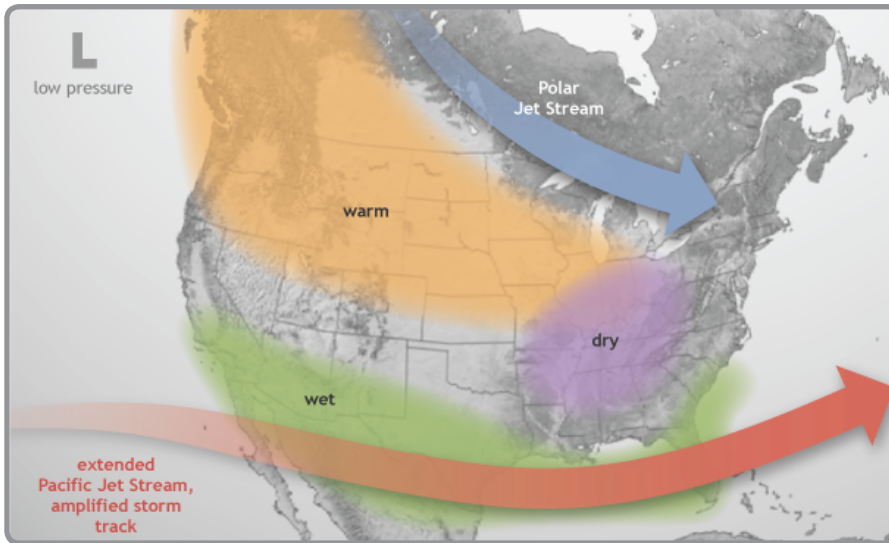 L
low pressure
Polar
Jet Stream
warm
dry
wet
extended
Pacific Jet Stream,
amplified storm
track